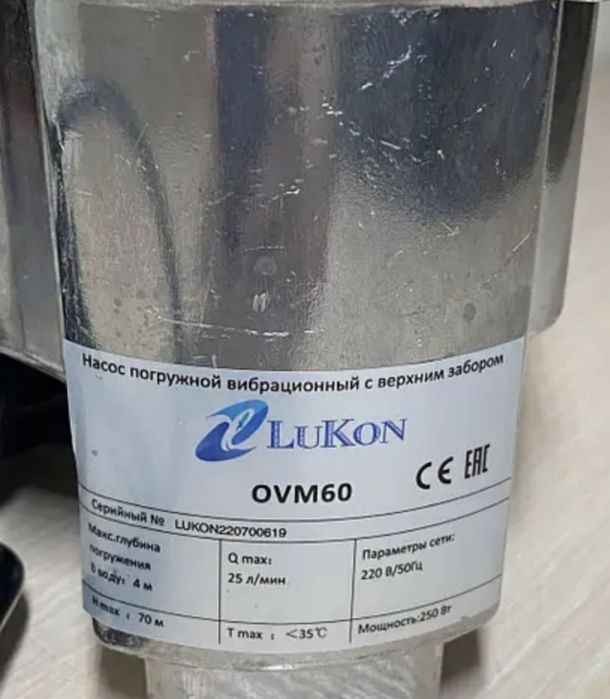 Насос погружной вибрационный с верхним забором
LUKON
OVM60
CE EAC
Серийный № LUKON220700619
Макс.глубина
погружения
в воду: 4 м
H max : 70 м
Q max:
25 л/мин.
T max : <35℃
Параметры сети:
220 В/50Гц
Мощность:250 Вт